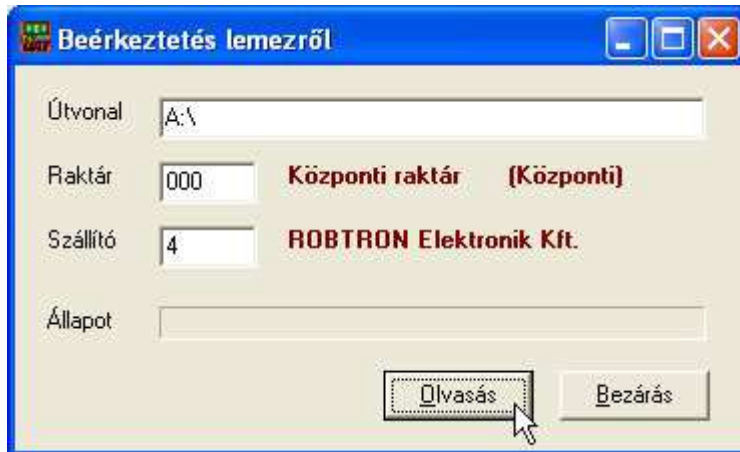 Beérkeztetés lemezről
Útvonal A:\
Raktár 000 Központi raktár (Központi)
Szállító 4 ROBTRON Elektronik Kft.
Állapot
Olvasás Bezárás